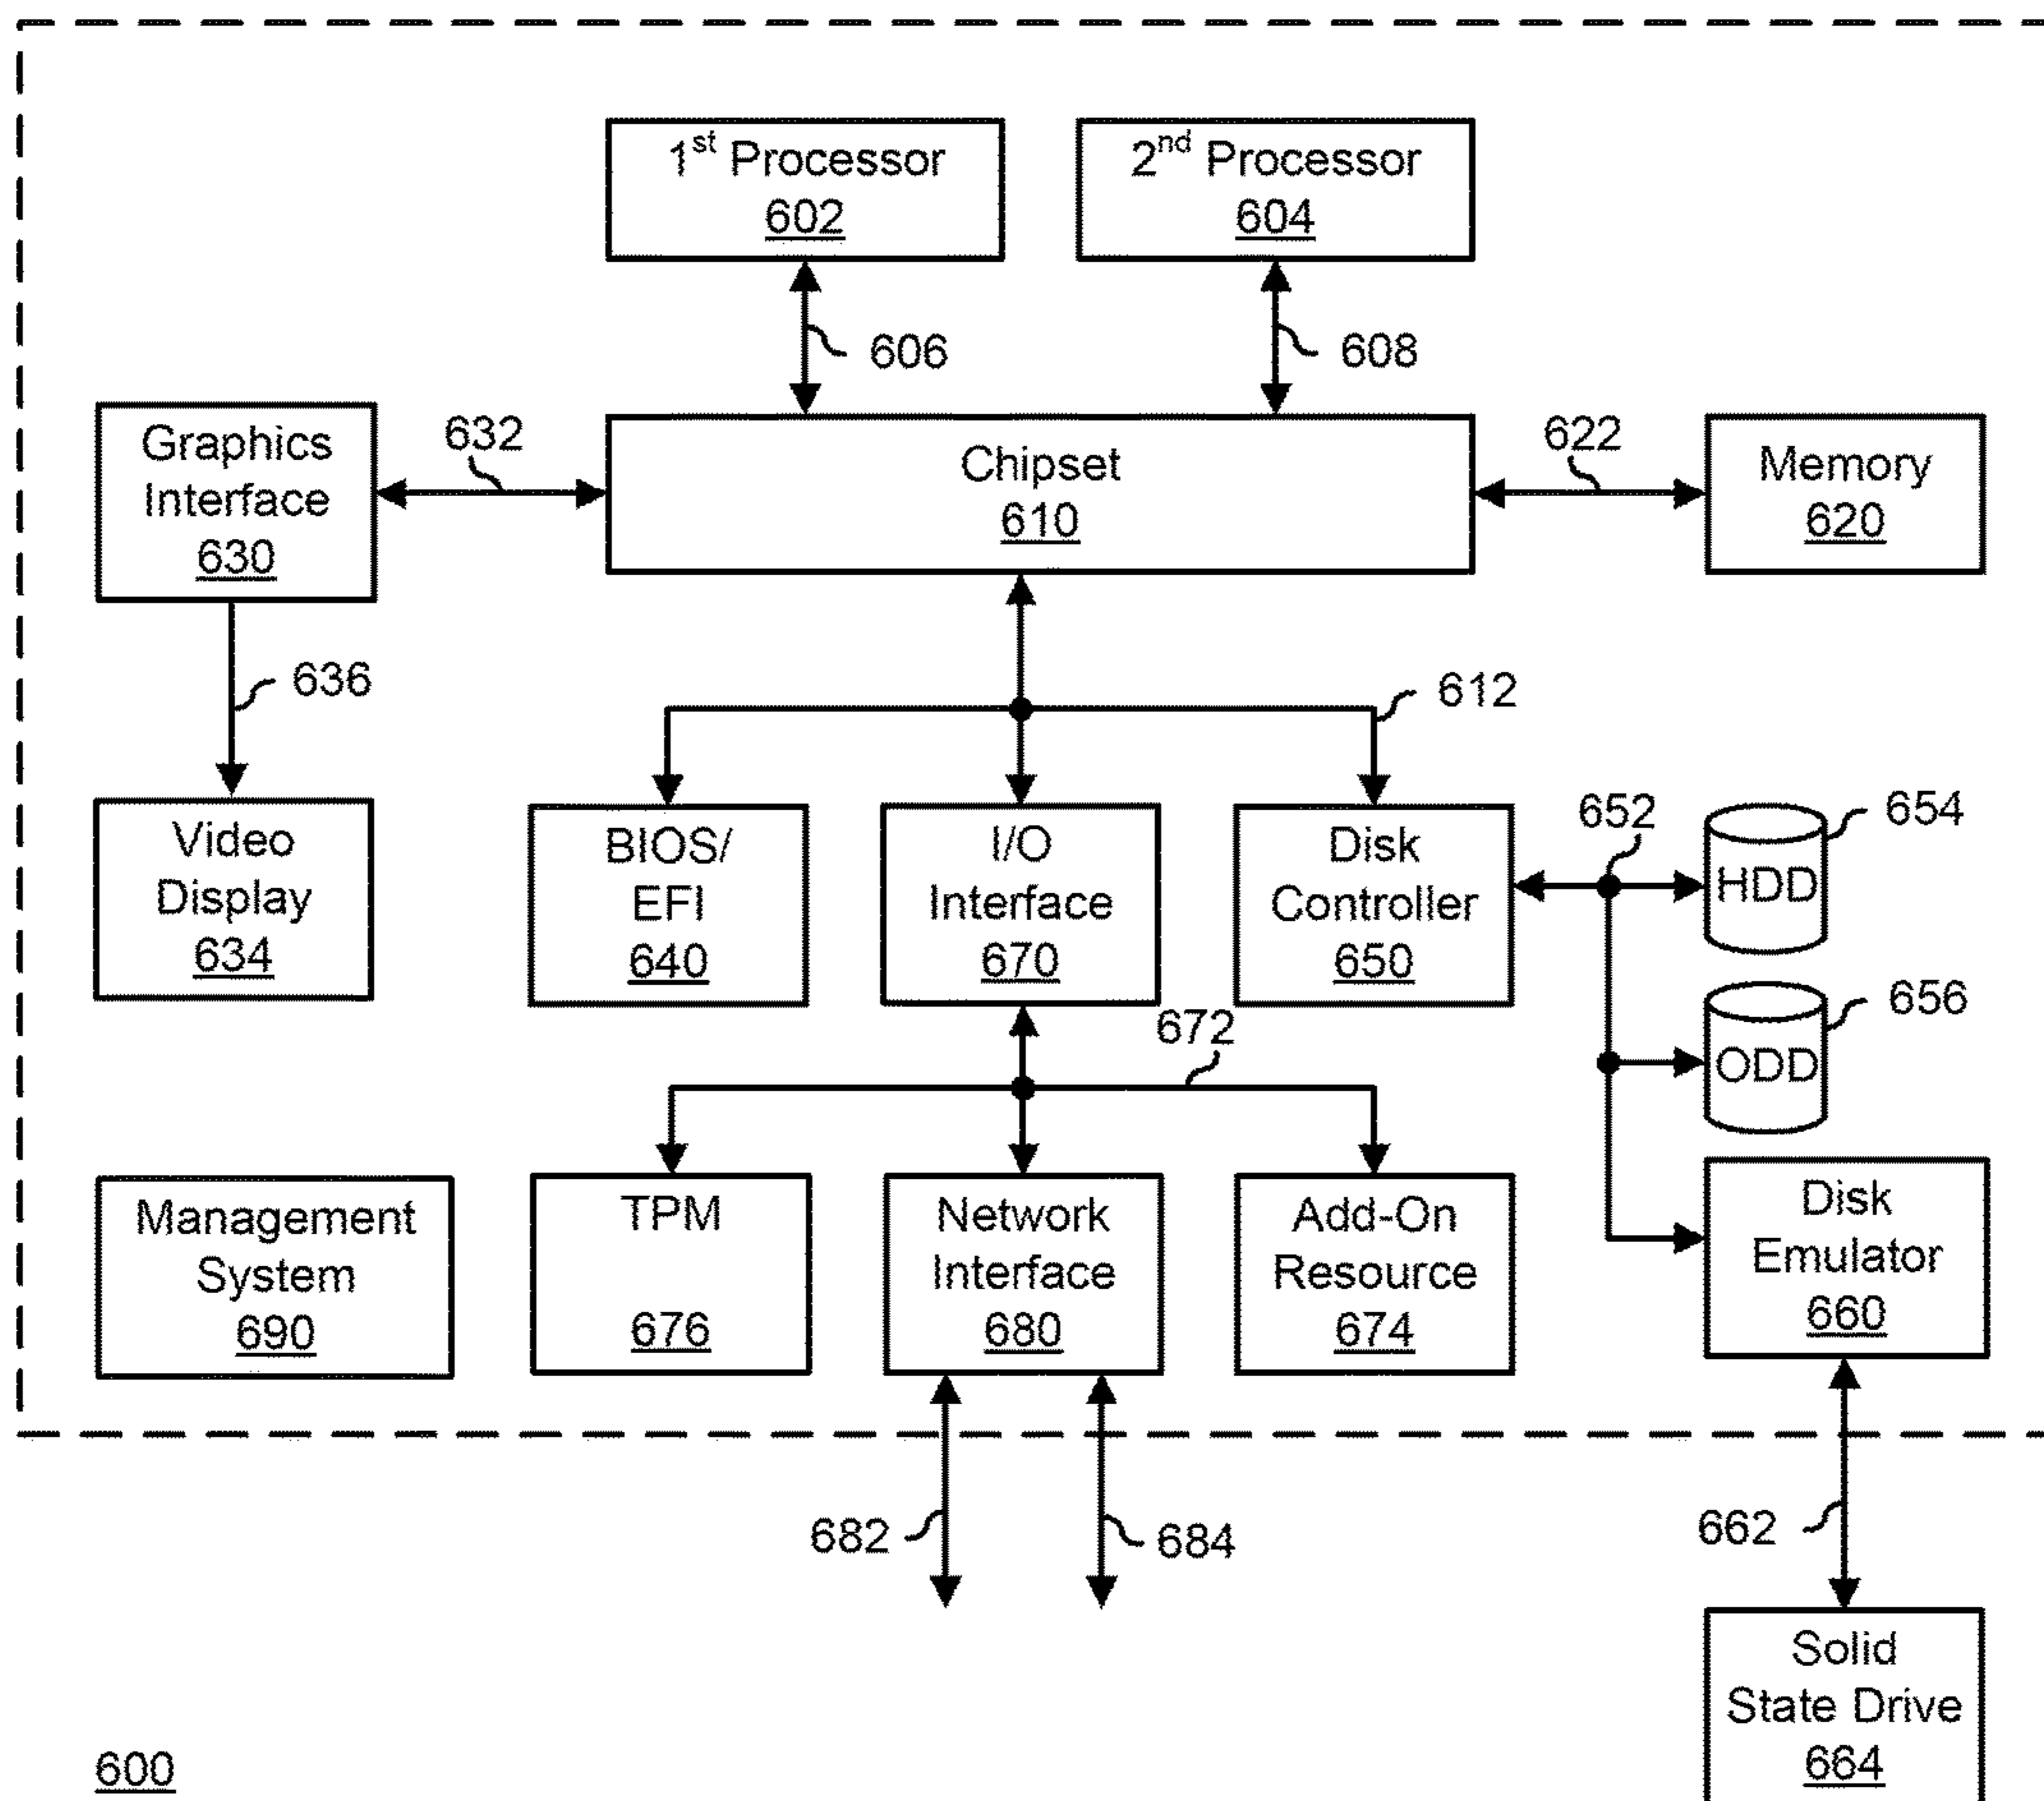 1st Processor
602
2nd Processor
604
606
608
Graphics
Interface
630
632
Chipset
610
622
Memory
620
636
612
Video
Display
634
BIOS/
EFI
640
I/O
Interface
670
Disk
Controller
650
652
654
HDD
656
ODD
672
Management
System
690
TPM
676
Network
Interface
680
Add-On
Resource
674
Disk
Emulator
660
682
684
662
Solid
State Drive
664
600